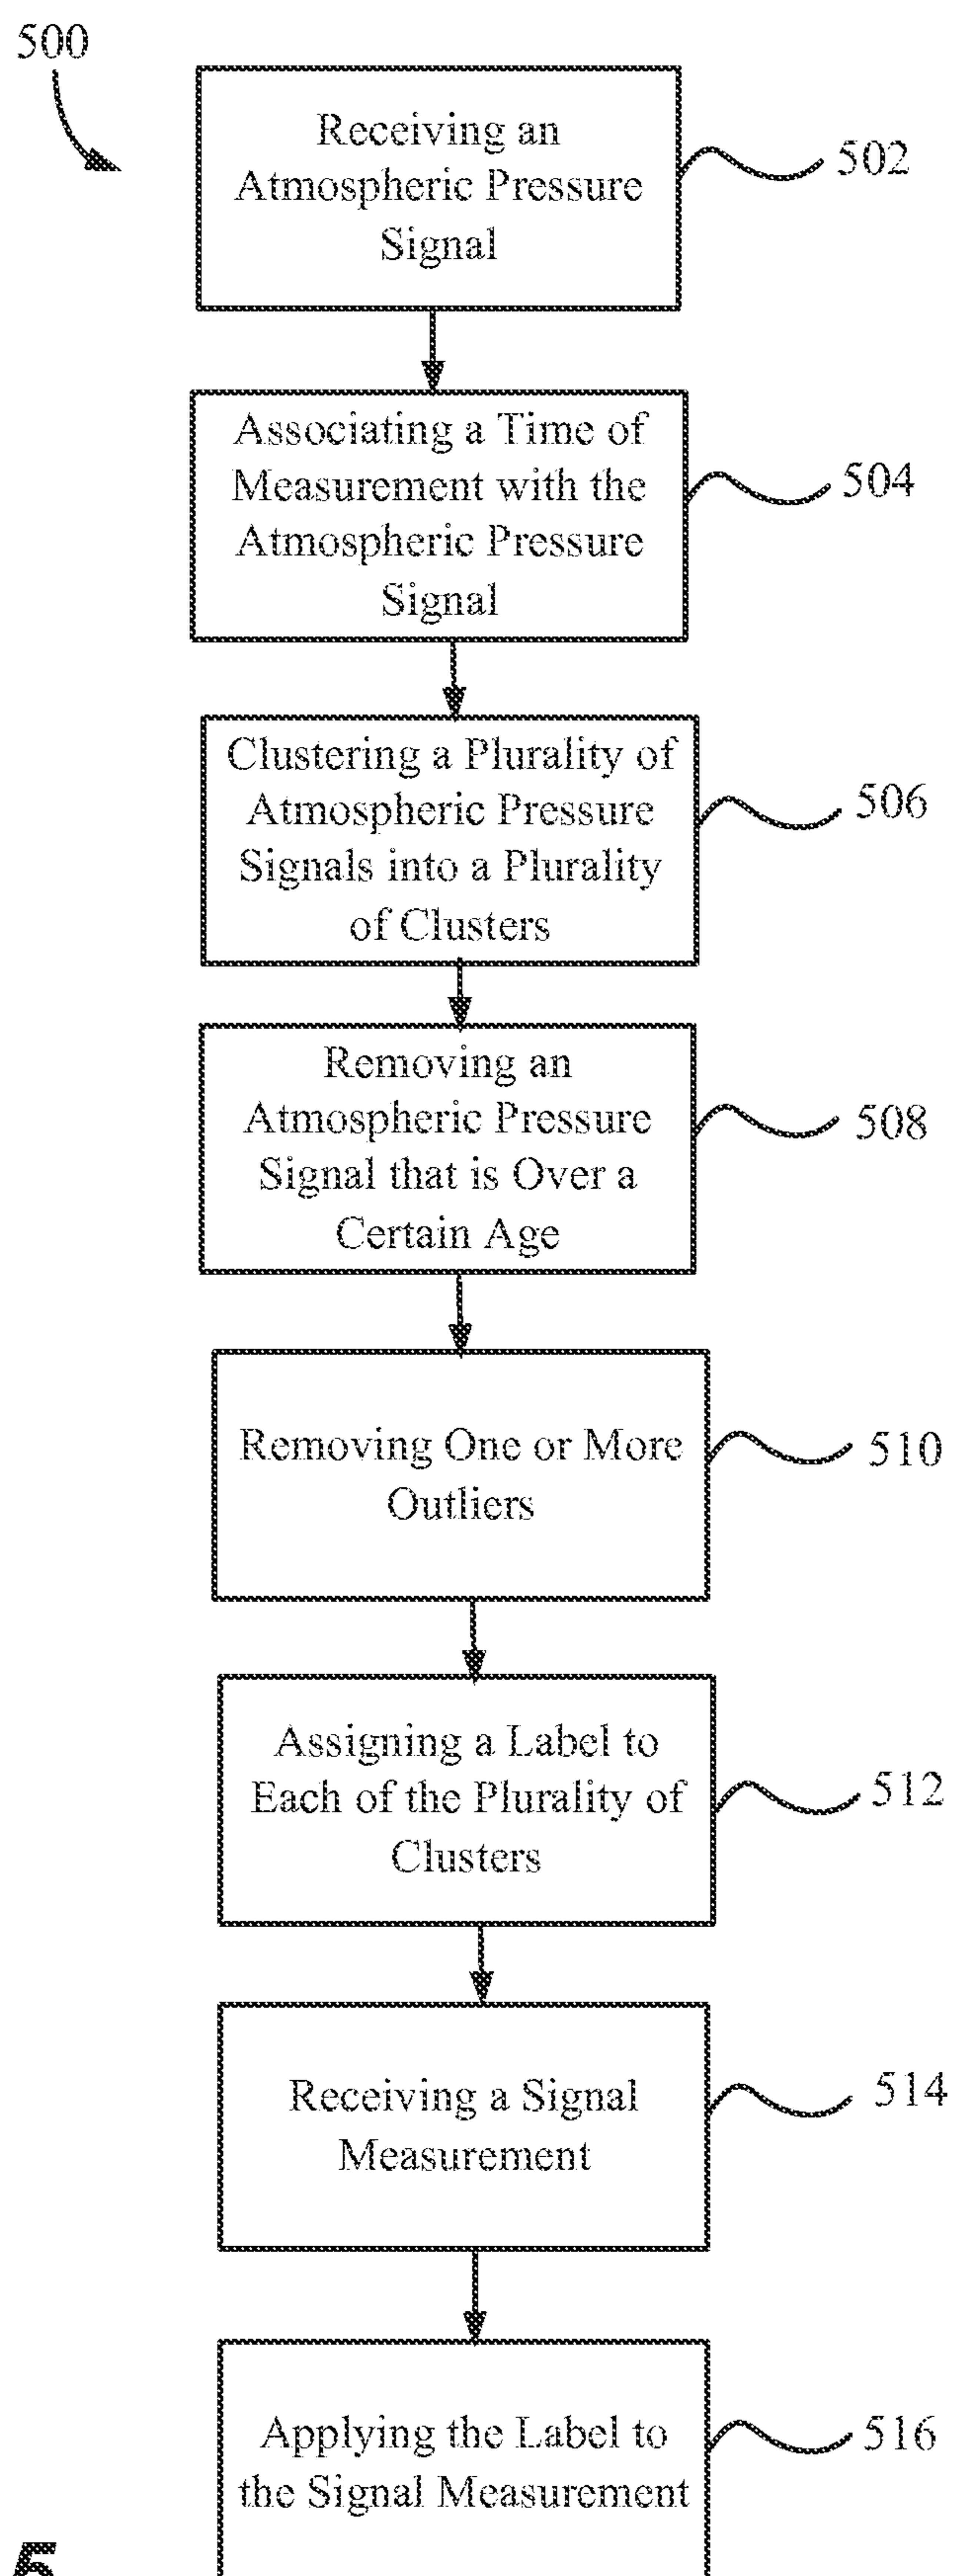 500
Receiving an
Atmospheric Pressure
Signal
502
Associating a Time of
Measurement with the
Atmospheric Pressure
Signal
504
Clustering a Plurality of
Atmospheric Pressure
Signals into a Plurality
of Clusters
506
Removing an
Atmospheric Pressure
Signal that is Over a
Certain Age
508
Removing One or More
Outliers
510
Assigning a Label to
Each of the Plurality of
Clusters
512
Receiving a Signal
Measurement
514
Applying the Label to
the Signal Measurement
516
5